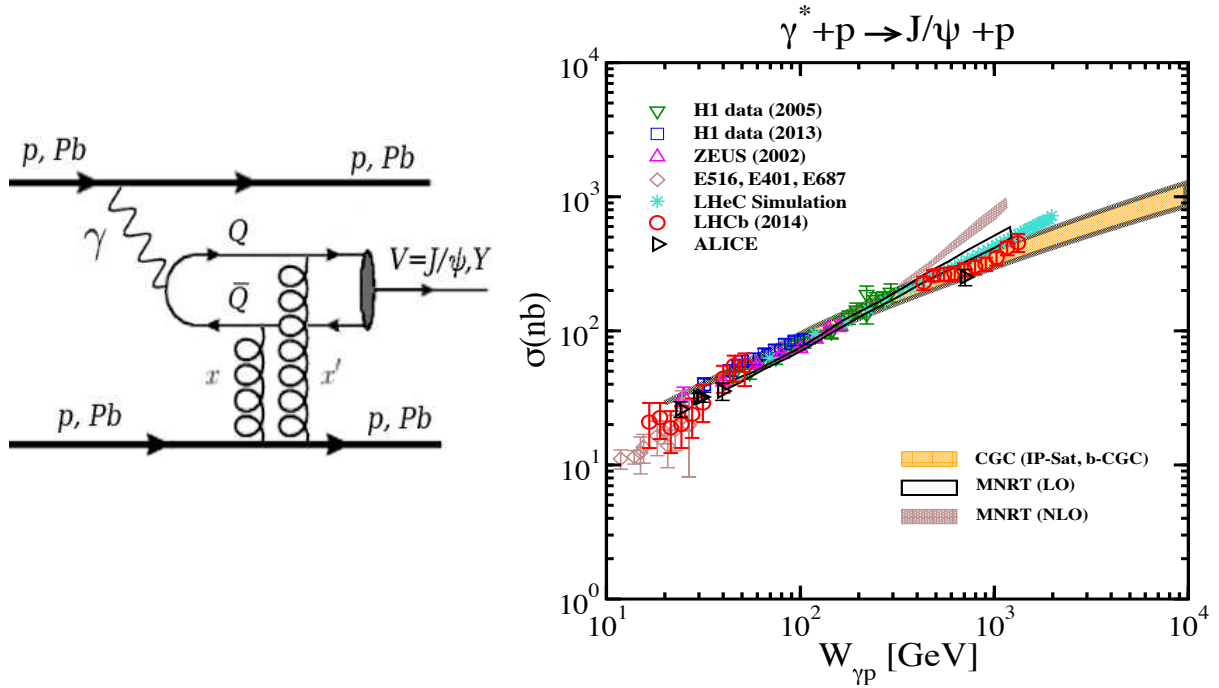 p, Pb
p, Pb
γ
Q
Q̅
V=J/ψ,Y
x
x'
p, Pb
p, Pb
γ*+p → J/ψ +p
H1 data (2005)
H1 data (2013)
ZEUS (2002)
E516, E401, E687
LHeC Simulation
LHCb (2014)
ALICE
CGC (IP-Sat, b-CGC)
MNRT (LO)
MNRT (NLO)
σ(nb)
10⁴
10³
10²
10¹
10⁰
10¹
10²
10³
10⁴
W_γp [GeV]